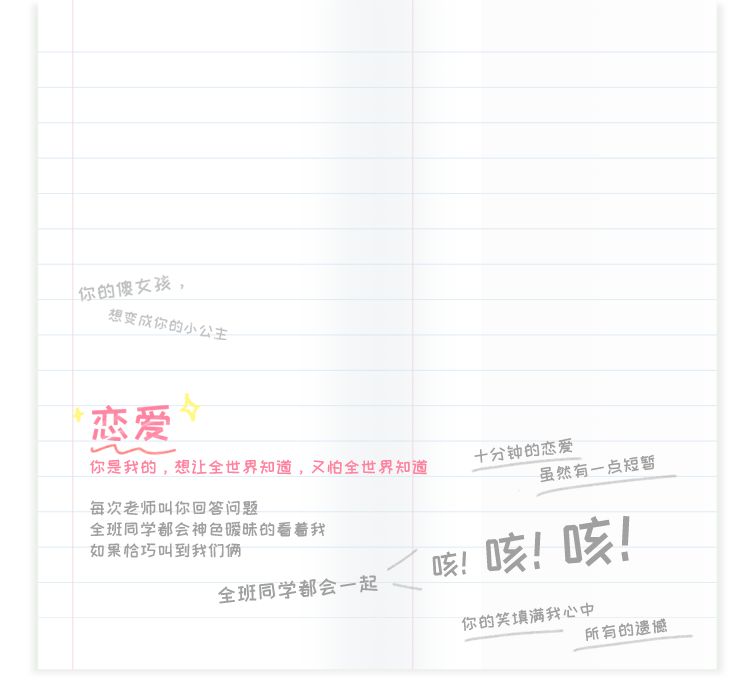 你的傻女孩，
想变成你的小公主
恋爱
你是我的，想让全世界知道，又怕全世界知道
每次老师叫你回答问题
全班同学都会神色暧昧的看着我
如果恰巧叫到我们俩
全班同学都会一起
咳！咳！咳！
十分钟的恋爱
虽然有一点短暂
你的笑填满我心中
所有的遗憾